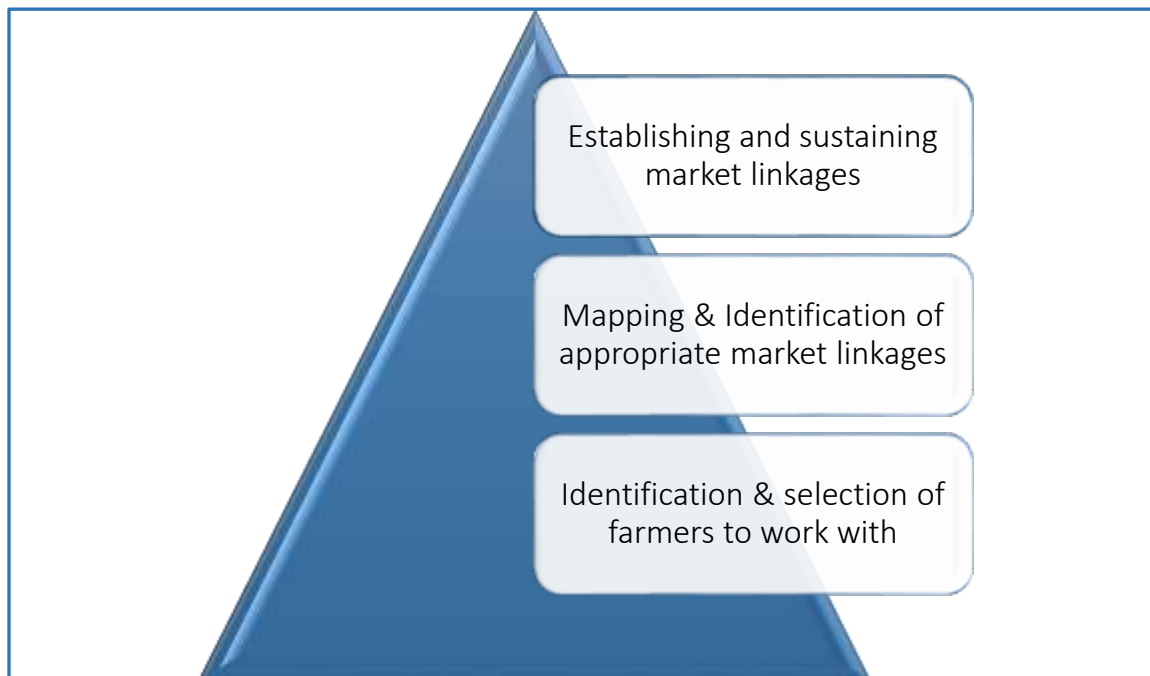 Establishing and sustaining
market linkages
Mapping & Identification of
appropriate market linkages
Identification & selection of
farmers to work with